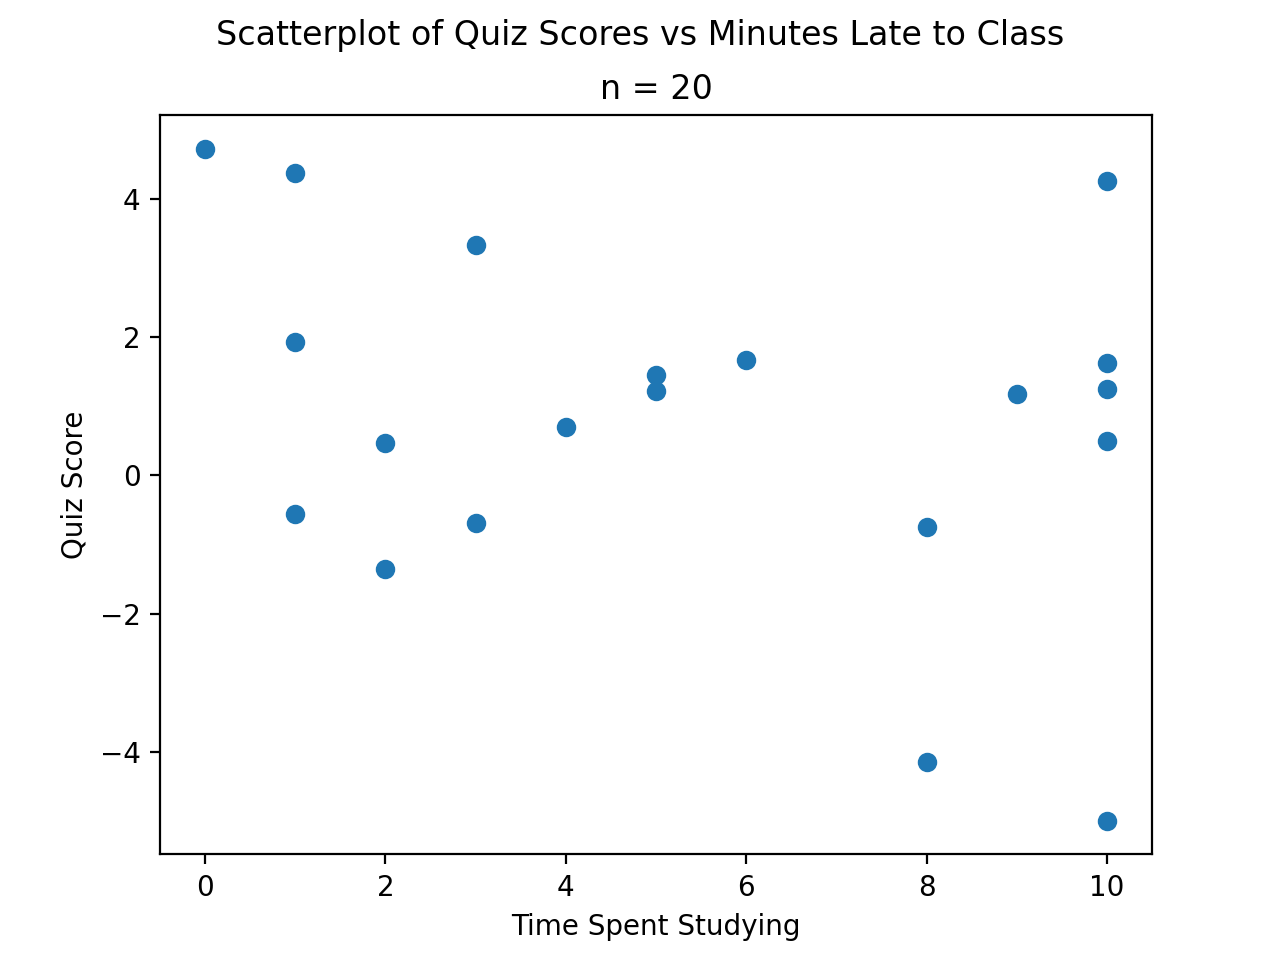 Scatterplot of Quiz Scores vs Minutes Late to Class
n = 20
4
2
0
−2
−4
Quiz Score
0 2 4 6 8 10
Time Spent Studying